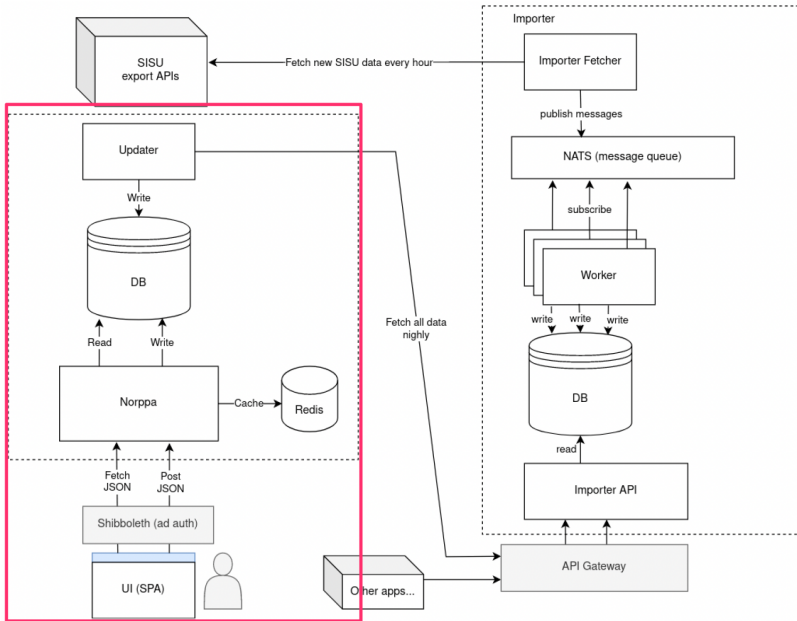 Importer
SISU
export APIs
Fetch new SISU data every hour
Importer Fetcher
publish messages
Updater
NATS (message queue)
Write
subscribe
DB
Worker
Fetch all data
nighly
write
write
write
Read
Write
DB
Norppa
Cache
Redis
read
Fetch
JSON
Post
JSON
Importer API
Shibboleth (ad auth)
API Gateway
UI (SPA)
Other apps...